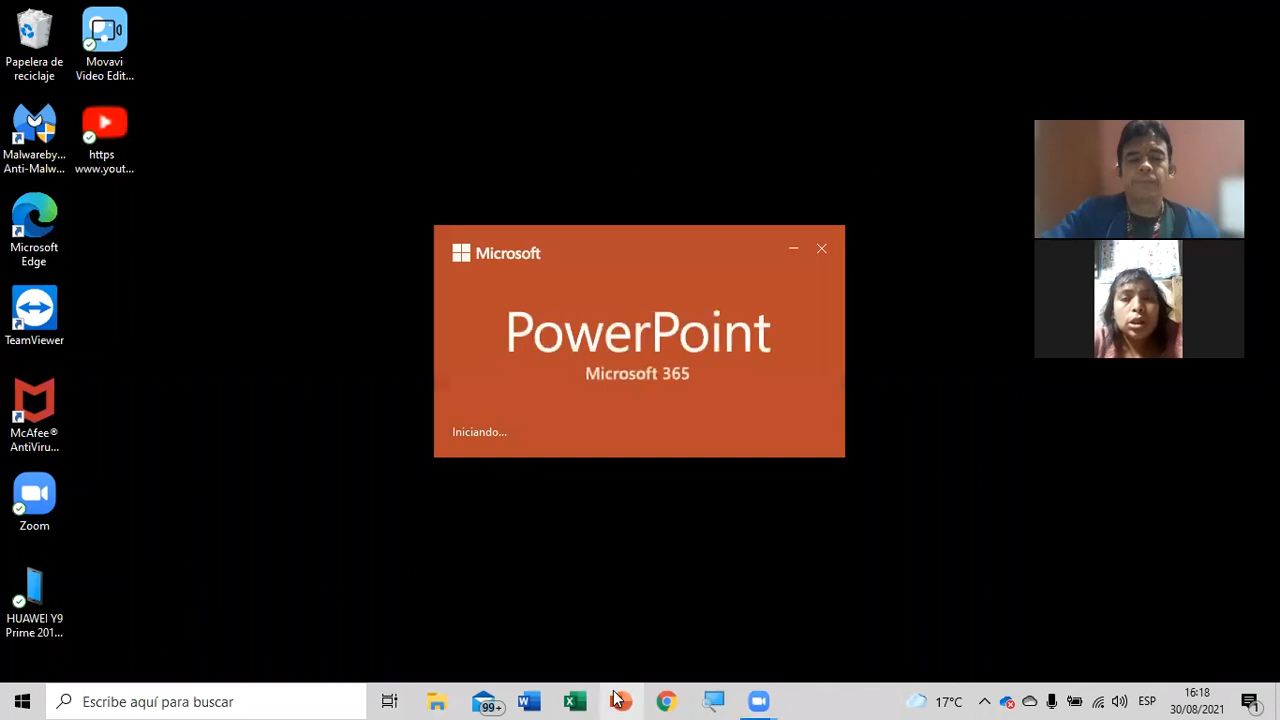 Papelera de
reciclaje
Movavi
Video Edit...
Malwareby...
Anti-Malw...
https
www.yout...
Microsoft
Edge
TeamViewer
McAfee®
AntiViru...
Zoom
HUAWEI Y9
Prime 201...
Microsoft
PowerPoint
Microsoft 365
Iniciando...
Escribe aquí para buscar
99+
W
X
17°C
ESP
16:18
30/08/2021
1